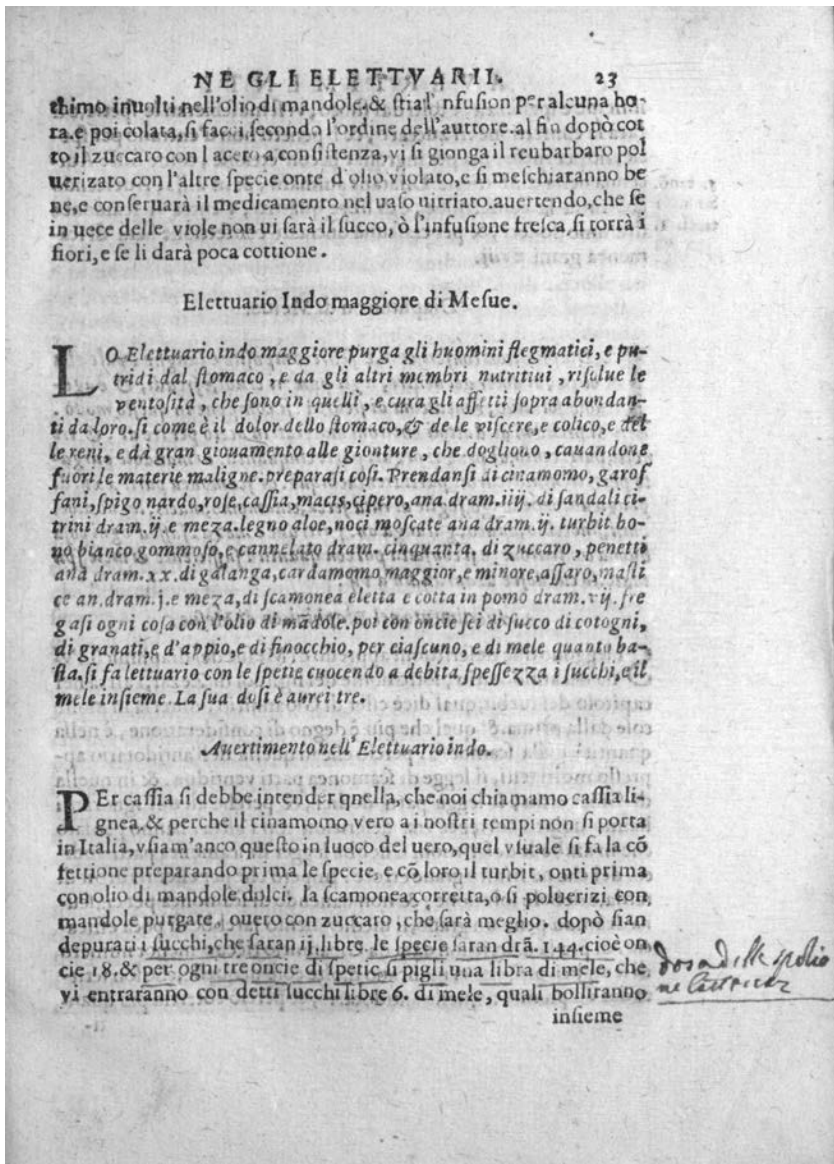 NE GLI ELETTVARII. 23
thimo inuolti nell'olio di mandole, & stia l'nfusion per alcuna ho-
ra. e poi colata, si facci, secondo l'ordine dell'auttore. al fin dopò cot
to il zuccaro con l aceto a consistenza, vi si gionga il reubarbaro pol
uerizato con l'altre specie onte d'olio violato, e si meschiaranno be
ne, e conseruarà il medicamento nel uaso uitriato. auertendo, che se
in uece delle viole non ui sarà il succo, ò l'infusione fresca, si torrà i
fiori, e se li darà poca cottione.
Elettuario Indo maggiore di Mesue.
LO Elettuario indo maggiore purga gli huomini flegmatici, e pu-
tridi dal stomaco, e da gli altri membri nutritiui, risolue le
ventosità, che sono in quelli, e cura gli affetti sopra abondan-
ti da loro. si come è il dolor dello stomaco, & de le viscere, e colico, e del
le reni, e dà gran giouamento alle gionture, che dogliono, cauandone
fuori le materie maligne. preparasi cosi. Prendansi di cinamomo, garof
fani, spigo nardo, rose, cassia, macis, cipero, ana dram. iiij. di sandali ci-
trini dram. ij. e meza. legno aloe, noci moscate ana dram. ij. turbit bo-
no bianco gommoso, e cannelato dram. cinquanta. di zuccaro, penetti
ana dram. xx. di galanga, cardamomo maggior, e minore, assaro, masti
ce an. dram. j. e meza, di scamonea eletta e cotta in pomo dram. vij. fre
gasi ogni cosa con l'olio di mādole. poi con oncie sei di succo di cotogni,
di granati, e d'appio, e di finocchio, per ciascuno, e di mele quanto ba-
sta. si fa lettuario con le spetie cuocendo a debita spessezza i succhi, e il
mele insieme. La sua dosi è aurei tre.
Auertimento nell'Elettuario indo.
PEr cassia si debbe intender qnella, che noi chiamamo cassia li-
gnea, & perche il cinamomo vero a i nostri tempi non si porta
in Italia, vsiam'anco questo in luoco del uero, quel vsuale si fa la cō
fettione preparando prima le specie, e cō loro il turbit, onti prima
con olio di mandole dolci. la scamonea corretta, o si poluerizi con
mandole purgate, ouero con zuccaro, che sarà meglio. dopò sian
depurati i succhi, che saran ij. libre. le specie saran drā. 144. cioè on
cie 18. & per ogni tre oncie di spetie si pigli una libra di mele, che
vi entraranno con detti succhi libre 6. di mele, quali bolliranno
insieme